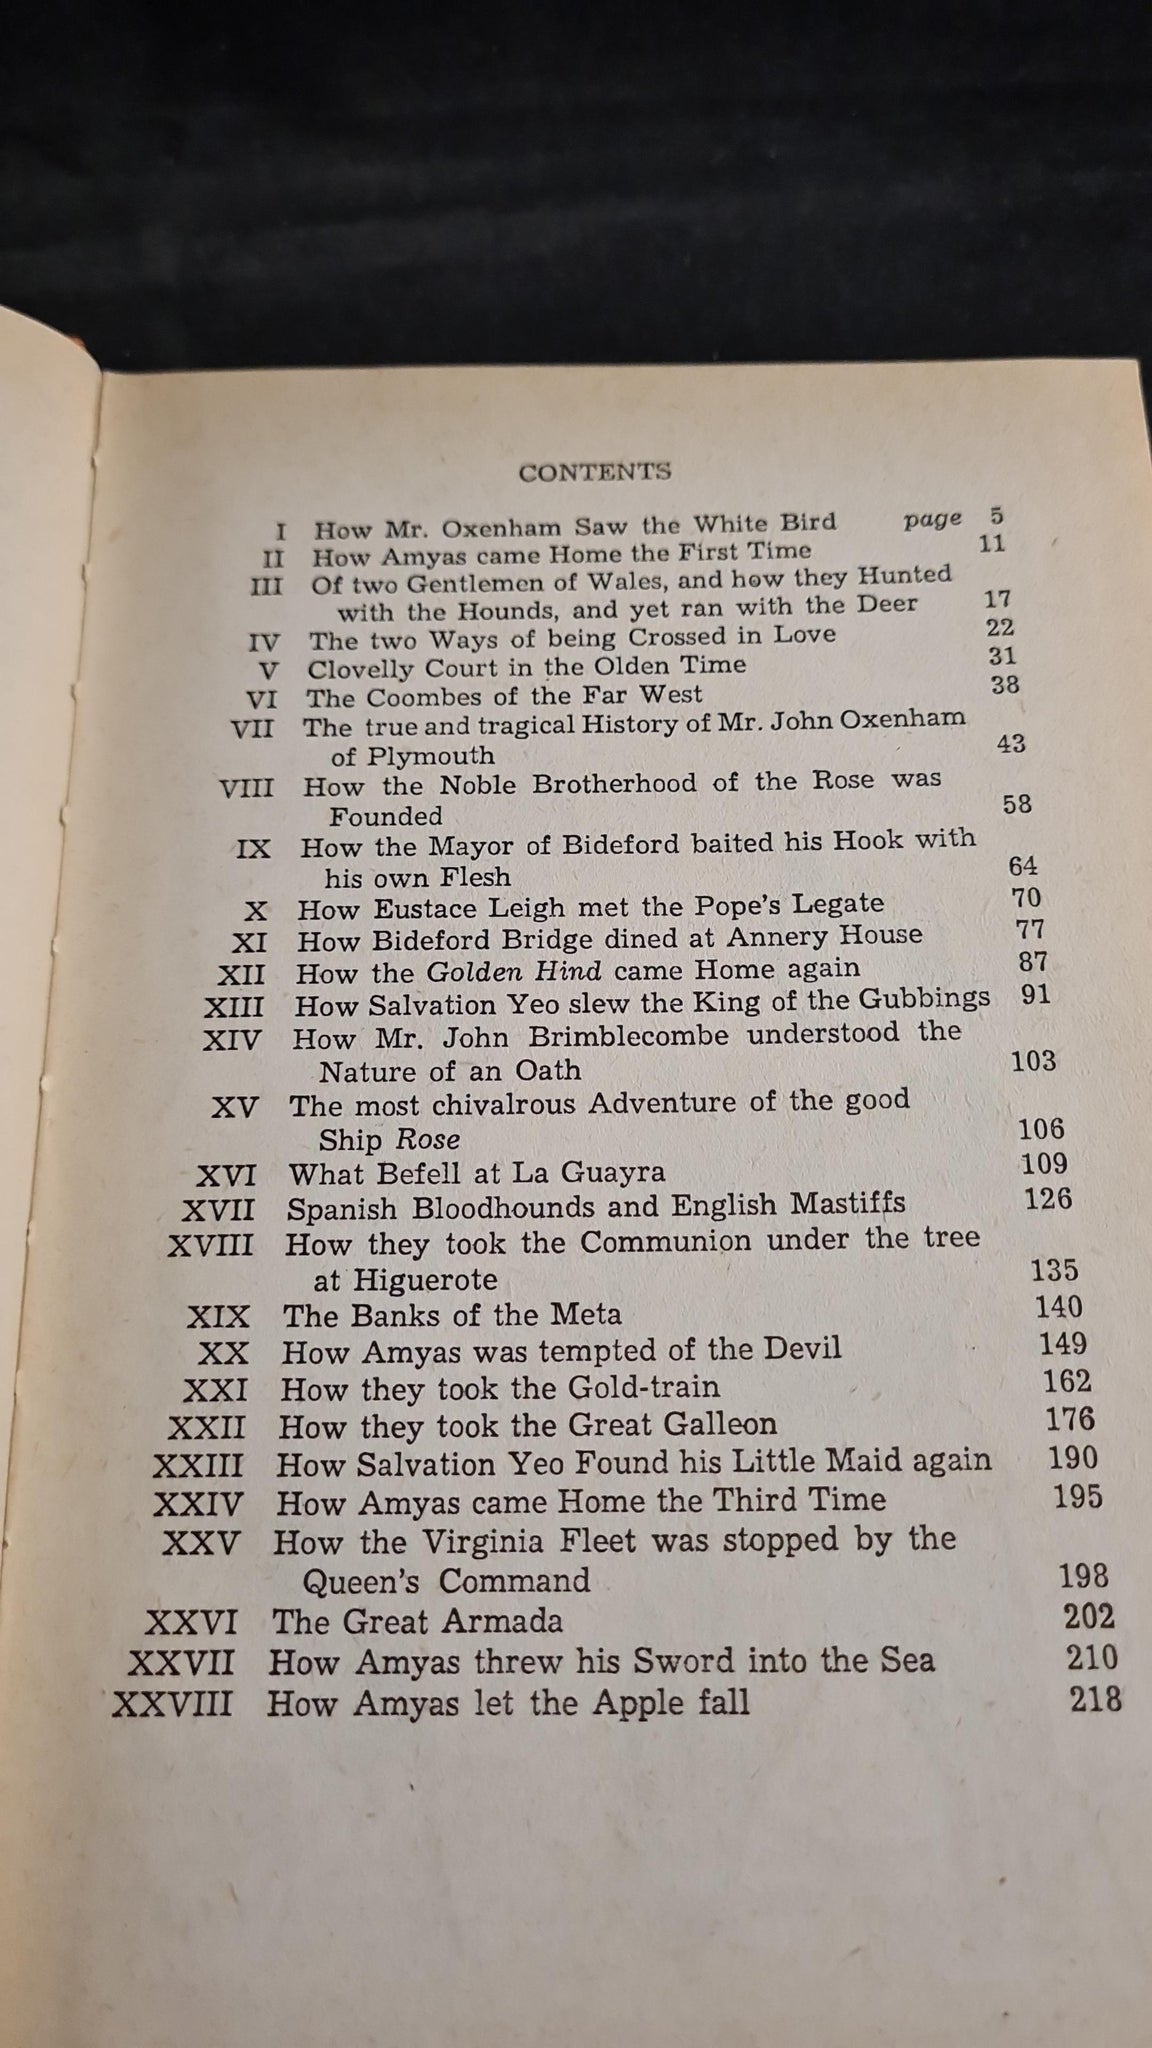 CONTENTS
I How Mr. Oxenham Saw the White Bird page 5
II How Amyas came Home the First Time 11
III Of two Gentlemen of Wales, and how they Hunted
with the Hounds, and yet ran with the Deer 17
IV The two Ways of being Crossed in Love 22
V Clovelly Court in the Olden Time 31
VI The Coombes of the Far West 38
VII The true and tragical History of Mr. John Oxenham
of Plymouth 43
VIII How the Noble Brotherhood of the Rose was
Founded 58
IX How the Mayor of Bideford baited his Hook with
his own Flesh 64
X How Eustace Leigh met the Pope's Legate 70
XI How Bideford Bridge dined at Annery House 77
XII How the Golden Hind came Home again 87
XIII How Salvation Yeo slew the King of the Gubbings 91
XIV How Mr. John Brimblecombe understood the
Nature of an Oath 103
XV The most chivalrous Adventure of the good
Ship Rose 106
XVI What Befell at La Guayra 109
XVII Spanish Bloodhounds and English Mastiffs 126
XVIII How they took the Communion under the tree
at Higuerote 135
XIX The Banks of the Meta 140
XX How Amyas was tempted of the Devil 149
XXI How they took the Gold-train 162
XXII How they took the Great Galleon 176
XXIII How Salvation Yeo Found his Little Maid again 190
XXIV How Amyas came Home the Third Time 195
XXV How the Virginia Fleet was stopped by the
Queen's Command 198
XXVI The Great Armada 202
XXVII How Amyas threw his Sword into the Sea 210
XXVIII How Amyas let the Apple fall 218